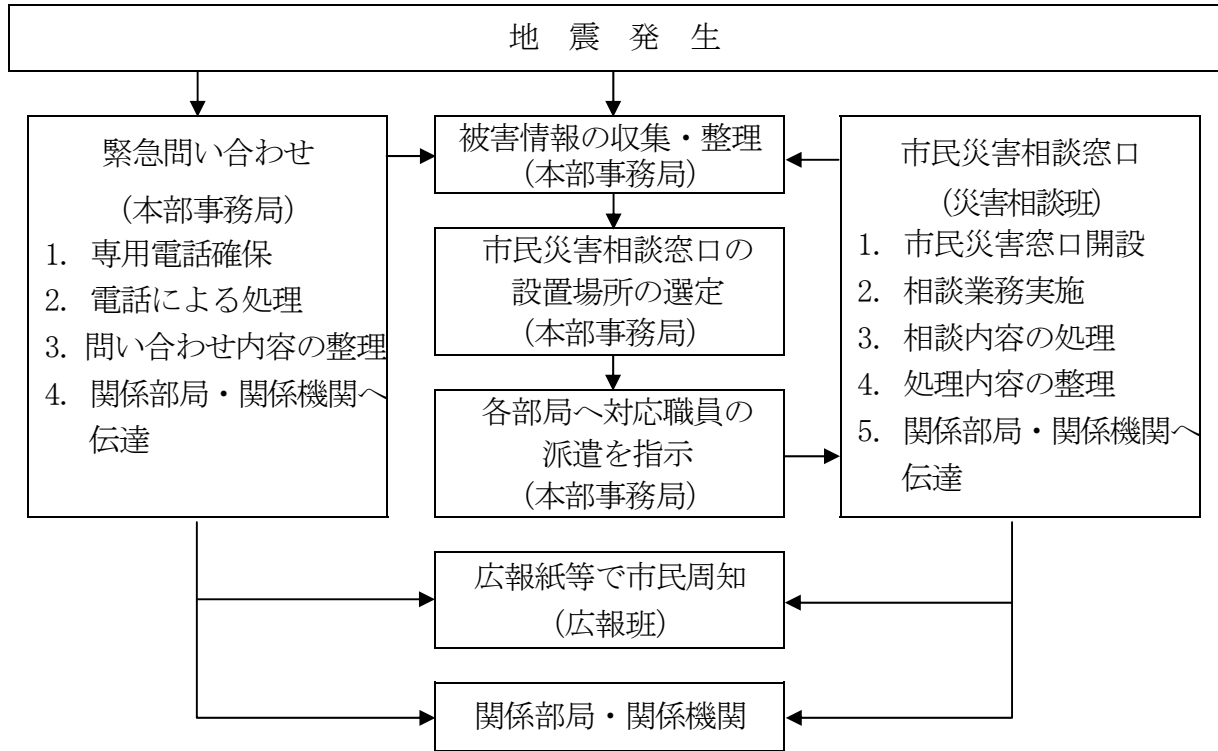 地　震　発　生
緊急問い合わせ
(本部事務局)
1. 専用電話確保
2. 電話による処理
3. 問い合わせ内容の整理
4. 関係部局・関係機関へ
伝達
被害情報の収集・整理
(本部事務局)
市民災害相談窓口の
設置場所の選定
(本部事務局)
各部局へ対応職員の
派遣を指示
(本部事務局)
市民災害相談窓口
(災害相談班)
1. 市民災害窓口開設
2. 相談業務実施
3. 相談内容の処理
4. 処理内容の整理
5. 関係部局・関係機関へ
伝達
広報紙等で市民周知
(広報班)
関係部局・関係機関